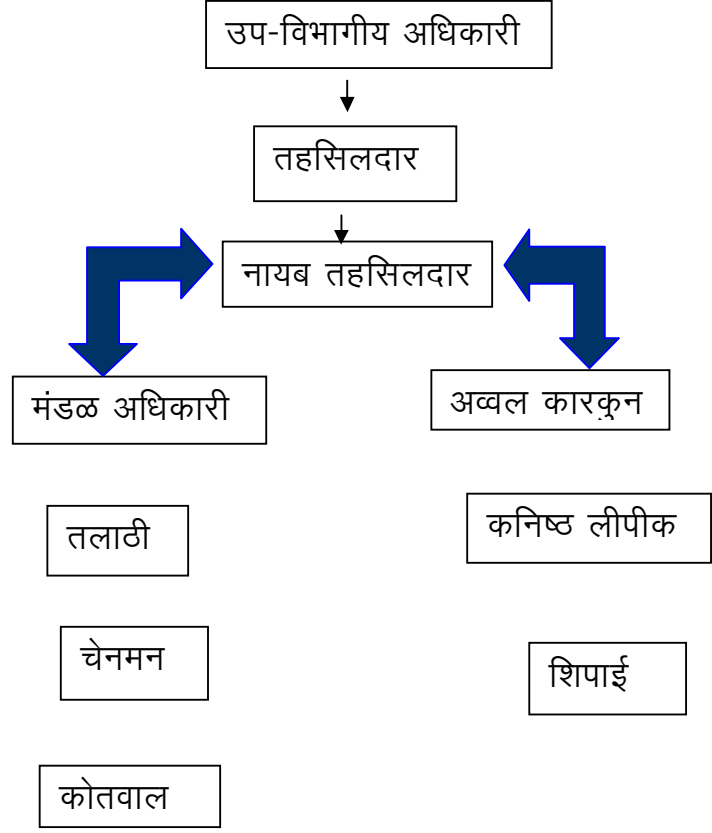 उप-विभागीय अधिकारी
तहसिलदार
नायब तहसिलदार
मंडळ अधिकारी
अव्वल कारकुन
तलाठी
कनिष्ठ लीपीक
चेनमन
शिपाई
कोतवाल